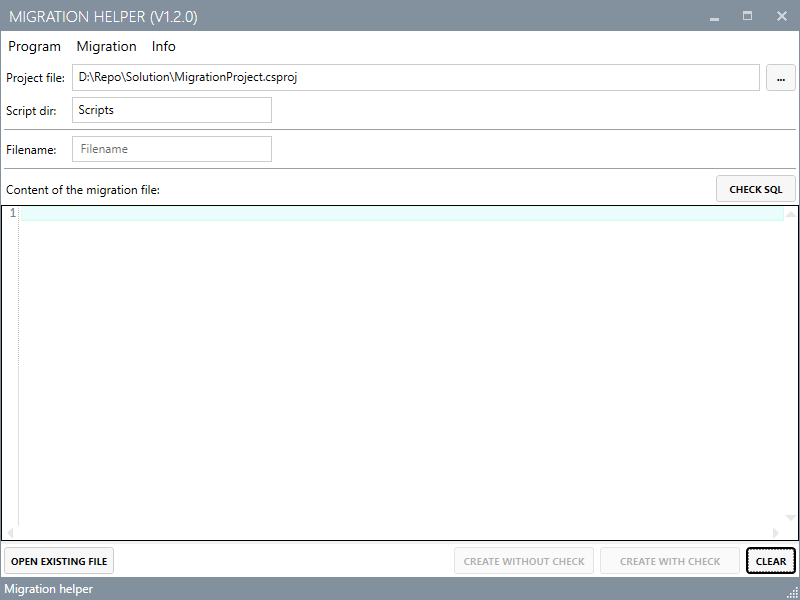 MIGRATION HELPER (V1.2.0)
Program Migration Info
Project file: D:\Repo\Solution\MigrationProject.csproj ...
Script dir: Scripts
Filename: Filename
Content of the migration file: CHECK SQL
1
OPEN EXISTING FILE CREATE WITHOUT CHECK CREATE WITH CHECK CLEAR
Migration helper